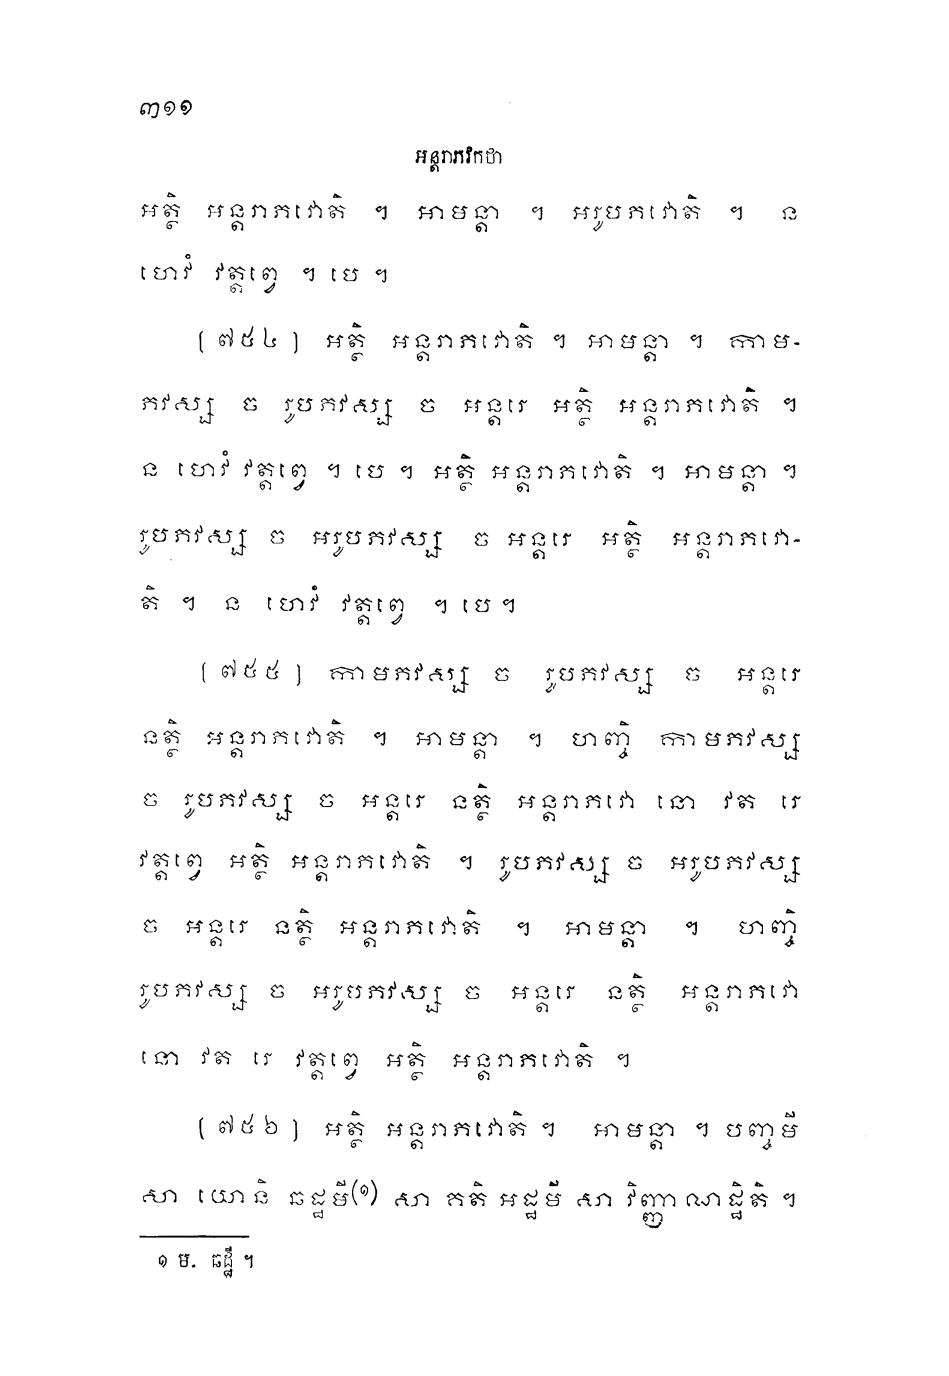 ៣១១
អន្តរាភវកថា
អត្ថិ អន្តរាភវោតិ ។ អាមន្តា ។ អរូបភវោតិ ។ ន
ហេវំ វត្តព្វេ ។ បេ ។
(៧៥៤) អត្ថិ អន្តរាភវោតិ ។ អាមន្តា ។ កាម-
ភវស្ស ច រូបភវស្ស ច អន្តរេ អត្ថិ អន្តរាភវោតិ ។
ន ហេវំ វត្តព្វេ ។ បេ ។ អត្ថិ អន្តរាភវោតិ ។ អាមន្តា ។
រូបភវស្ស ច អរូបភវស្ស ច អន្តរេ អត្ថិ អន្តរាភវោ-
តិ ។ ន ហេវំ វត្តព្វេ ។ បេ ។
(៧៥៥) កាមភវស្ស ច រូបភវស្ស ច អន្តរេ
នត្ថិ អន្តរាភវោតិ ។ អាមន្តា ។ ហញ្ចិ កាមភវស្ស
ច រូបភវស្ស ច អន្តរេ នត្ថិ អន្តរាភវោ នោ វត រេ
វត្តព្វេ អត្ថិ អន្តរាភវោតិ ។ រូបភវស្ស ច អរូបភវស្ស
ច អន្តរេ នត្ថិ អន្តរាភវោតិ ។ អាមន្តា ។ ហញ្ចិ
រូបភវស្ស ច អរូបភវស្ស ច អន្តរេ នត្ថិ អន្តរាភវោ
នោ វត រេ វត្តព្វេ អត្ថិ អន្តរាភវោតិ ។
(៧៥៦) អត្ថិ អន្តរាភវោតិ ។ អាមន្តា ។ បញ្ចមី
សា យោនិ ឆដ្ឋមី(១) សា គតិ អដ្ឋមី សា វិញ្ញាណដ្ឋិតិ ។
១ ម. ឆដ្ឋី ។